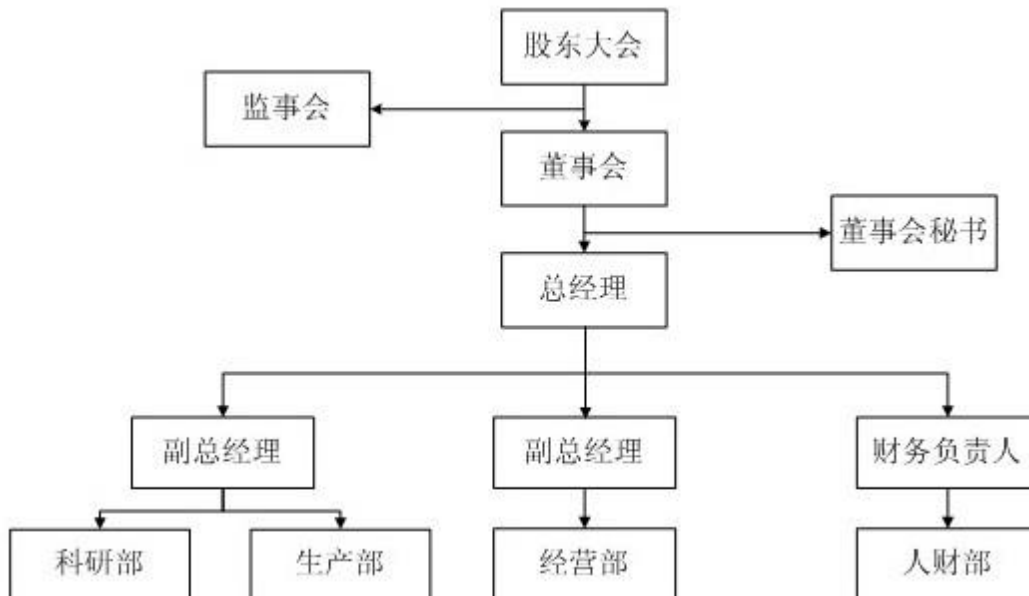 股东大会
监事会
董事会
董事会秘书
总经理
副总经理
副总经理
财务负责人
科研部
生产部
经营部
人财部